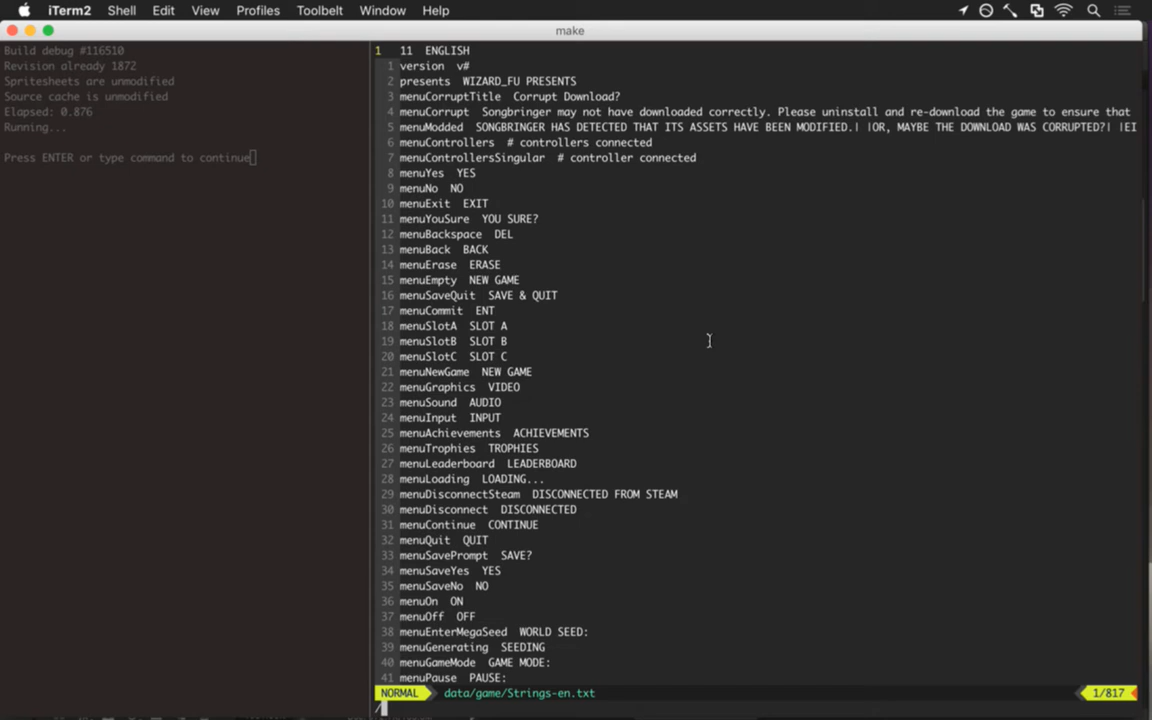 iTerm2 Shell Edit View Profiles Toolbelt Window Help
make
Build debug #116510
Revision already 1872
Spritesheets are unmodified
Source cache is unmodified
Elapsed: 0.876
Running...
Press ENTER or type command to continue
1 11 ENGLISH
1 version v#
2 presents WIZARD_FU PRESENTS
3 menuCorruptTitle Corrupt Download?
4 menuCorrupt Songbringer may not have downloaded correctly. Please uninstall and re-download the game to ensure that
5 menuModded SONGBRINGER HAS DETECTED THAT ITS ASSETS HAVE BEEN MODIFIED.| |OR, MAYBE THE DOWNLOAD WAS CORRUPTED?| |EI
6 menuControllers # controllers connected
7 menuControllersSingular # controller connected
8 menuYes YES
9 menuNo NO
10 menuExit EXIT
11 menuYouSure YOU SURE?
12 menuBackspace DEL
13 menuBack BACK
14 menuErase ERASE
15 menuEmpty NEW GAME
16 menuSaveQuit SAVE & QUIT
17 menuCommit ENT
18 menuSlotA SLOT A
19 menuSlotB SLOT B
20 menuSlotC SLOT C
21 menuNewGame NEW GAME
22 menuGraphics VIDEO
23 menuSound AUDIO
24 menuInput INPUT
25 menuAchievements ACHIEVEMENTS
26 menuTrophies TROPHIES
27 menuLeaderboard LEADERBOARD
28 menuLoading LOADING...
29 menuDisconnectSteam DISCONNECTED FROM STEAM
30 menuDisconnect DISCONNECTED
31 menuContinue CONTINUE
32 menuQuit QUIT
33 menuSavePrompt SAVE?
34 menuSaveYes YES
35 menuSaveNo NO
36 menuOn ON
37 menuOff OFF
38 menuEnterMegaSeed WORLD SEED:
39 menuGenerating SEEDING
40 menuGameMode GAME MODE:
41 menuPause PAUSE:
NORMAL data/game/Strings-en.txt 1/817
/